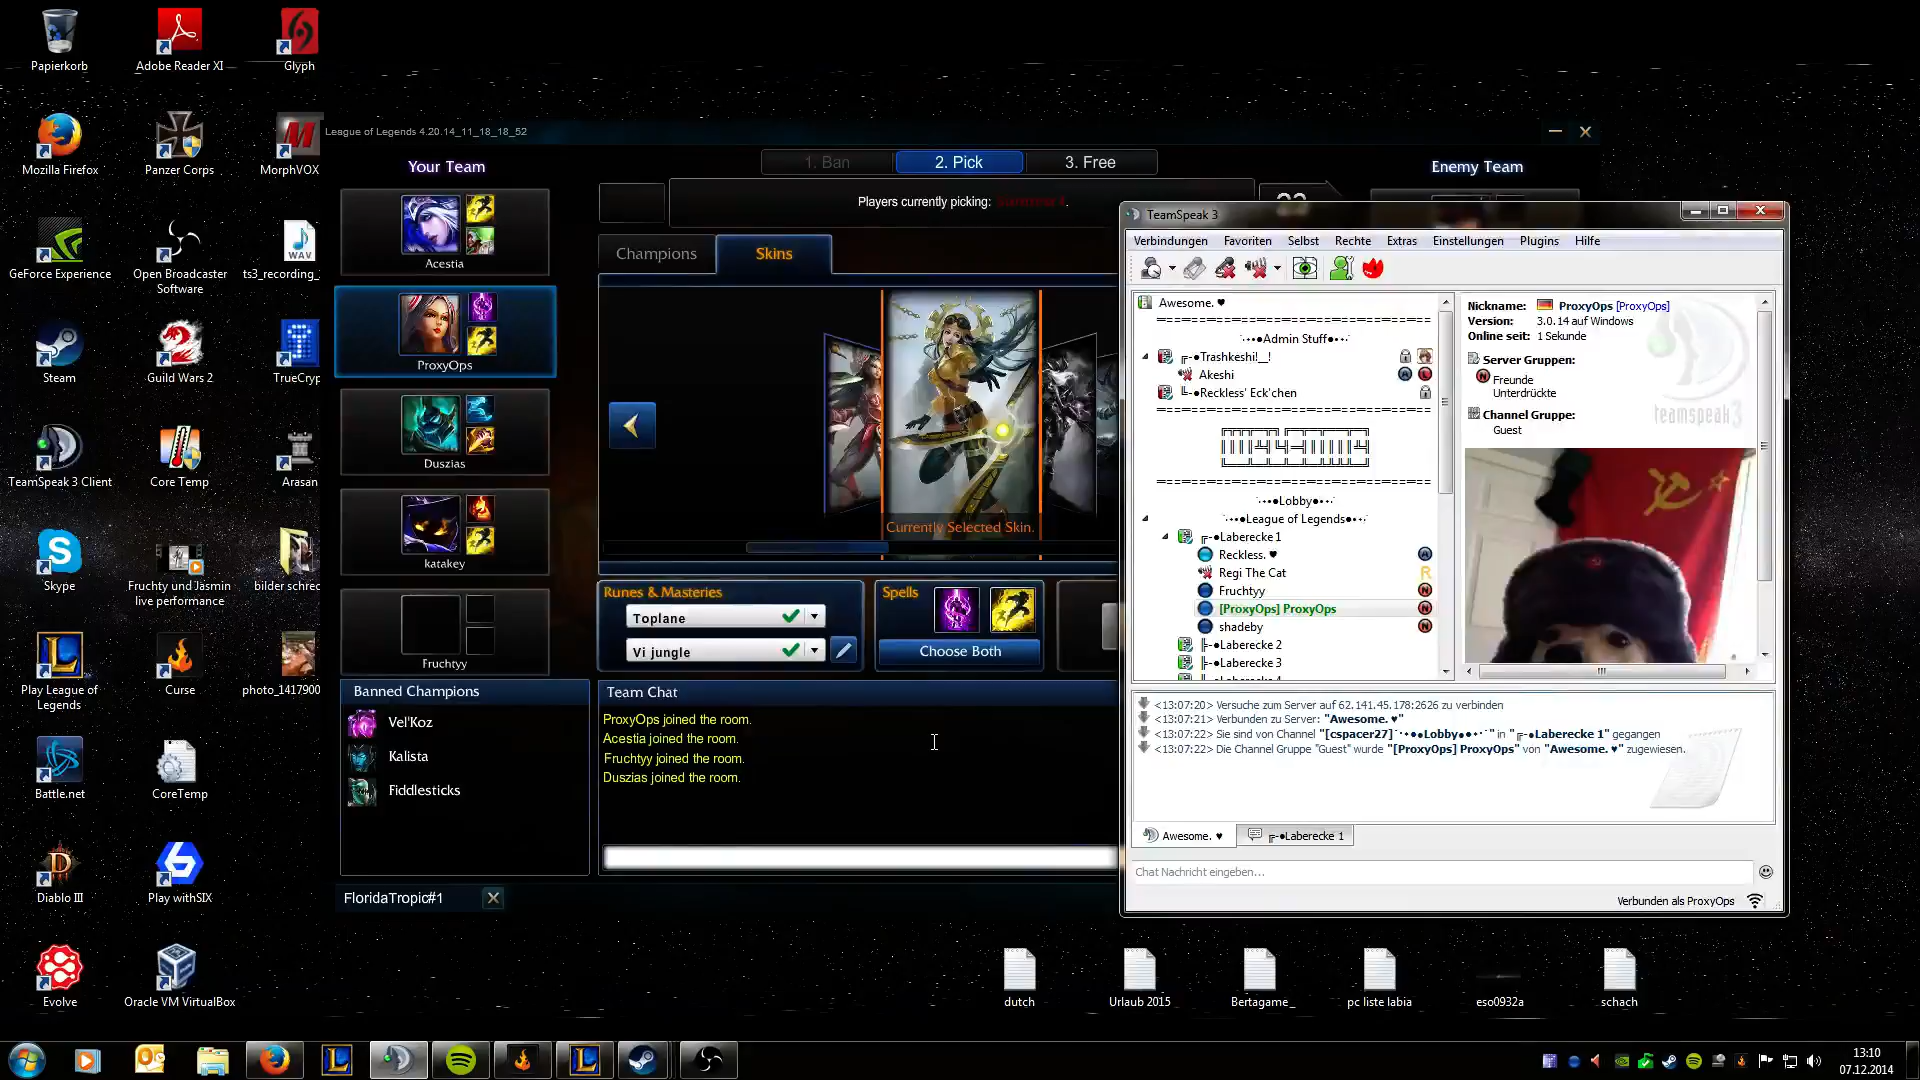 Papierkorb
Adobe Reader XI
Glyph
Mozilla Firefox
Panzer Corps
MorphVOX
GeForce Experience
Open Broadcaster
Software
ts3_recording_
Steam
Guild Wars 2
TrueCryp
TeamSpeak 3 Client
Core Temp
Arasan
Skype
Fruchty und Jasmin
live performance
bilder schrec
Play League of
Legends
Curse
photo_1417900
Battle.net
CoreTemp
Diablo III
Play withSIX
Evolve
Oracle VM VirtualBox
League of Legends 4.20.14_11_18_18_52
Your Team
1. Ban
2. Pick
3. Free
Enemy Team
Players currently picking:
Acestia
ProxyOps
Duszias
katakey
Fruchtyy
Champions
Skins
Currently Selected Skin.
Runes & Masteries
Toplane
Vi jungle
Spells
Choose Both
Banned Champions
Vel'Koz
Kalista
Fiddlesticks
Team Chat
ProxyOps joined the room.
Acestia joined the room.
Fruchtyy joined the room.
Duszias joined the room.
FloridaTropic#1
TeamSpeak 3
Verbindungen
Favoriten
Selbst
Rechte
Extras
Einstellungen
Plugins
Hilfe
Awesome. ♥
●Admin Stuff●
╔-●Trashkeshi!_!
Akeshi
╚-●Reckless' Eck'chen
●Lobby●
●League of Legends●
╔-●Laberecke 1
Reckless. ♥
Regi The Cat
Fruchtyy
[ProxyOps] ProxyOps
shadeby
╠-●Laberecke 2
╠-●Laberecke 3
Nickname: ProxyOps [ProxyOps]
Version: 3.0.14 auf Windows
Online seit: 1 Sekunde
Server Gruppen:
Freunde
Unterdrückte
Channel Gruppe:
Guest
teamspeak3
<13:07:20> Versuche zum Server auf 62.141.45.178:2626 zu verbinden
<13:07:21> Verbunden zu Server: "Awesome. ♥"
<13:07:22> Sie sind von Channel "[cspacer27]˙·٠•●Lobby●•٠·˙" in "╔-●Laberecke 1" gegangen
<13:07:22> Die Channel Gruppe "Guest" wurde "[ProxyOps] ProxyOps" von "Awesome. ♥" zugewiesen.
Awesome. ♥
╔-●Laberecke 1
Chat Nachricht eingeben...
Verbunden als ProxyOps
dutch
Urlaub 2015
Bertagame_
pc liste labia
eso0932a
schach
13:10
07.12.2014